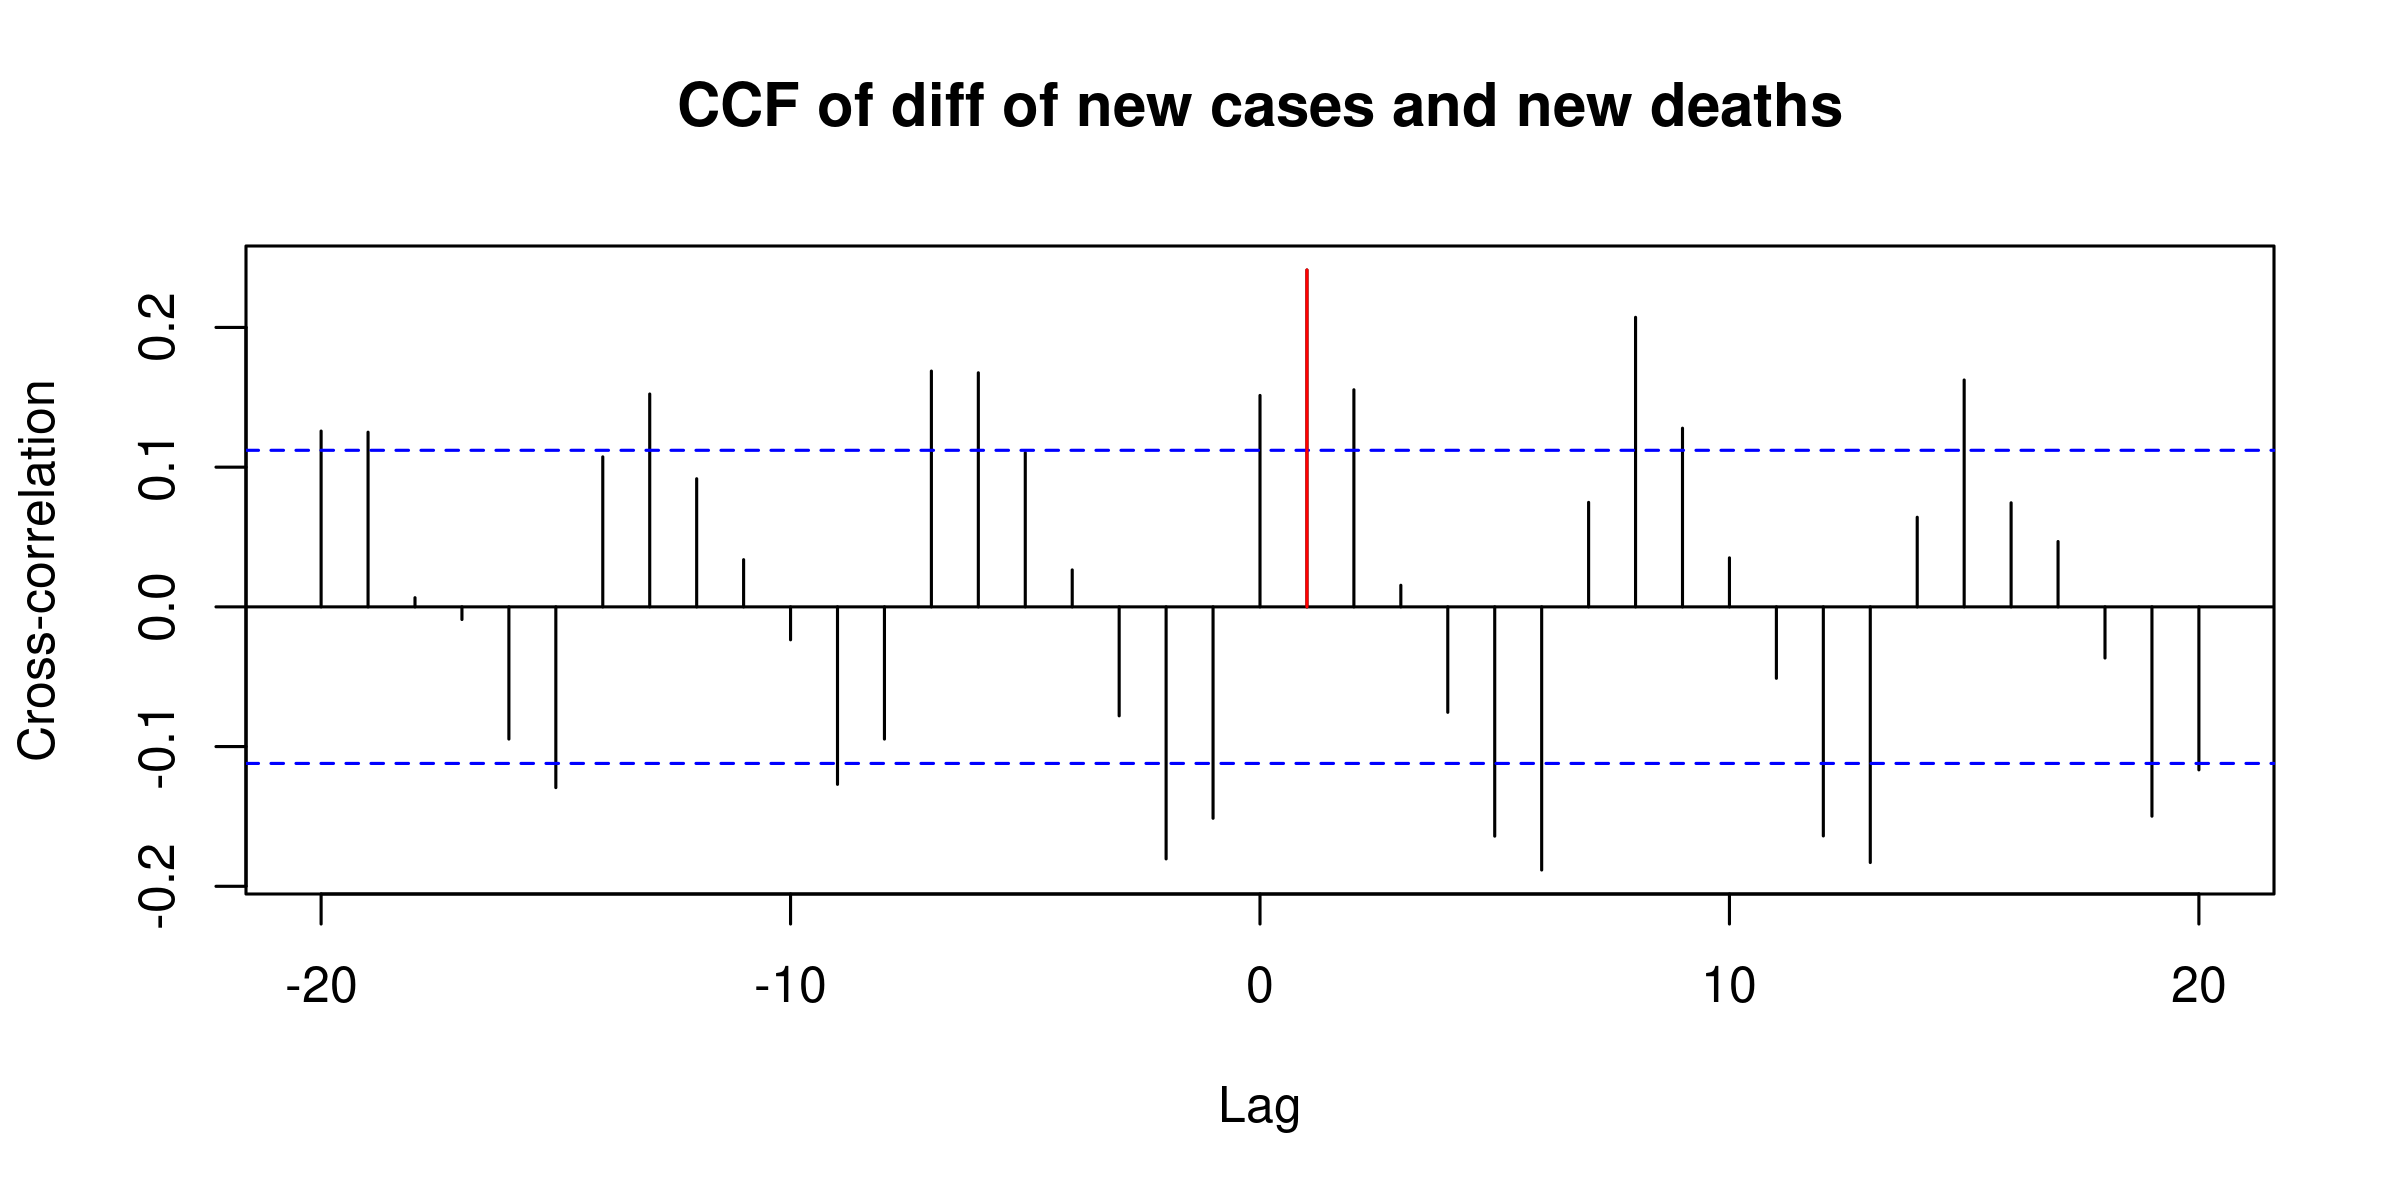 CCF of diff of new cases and new deaths
Cross-correlation
0.2
0.1
0.0
-0.1
-0.2
-20 -10 0 10 20
Lag